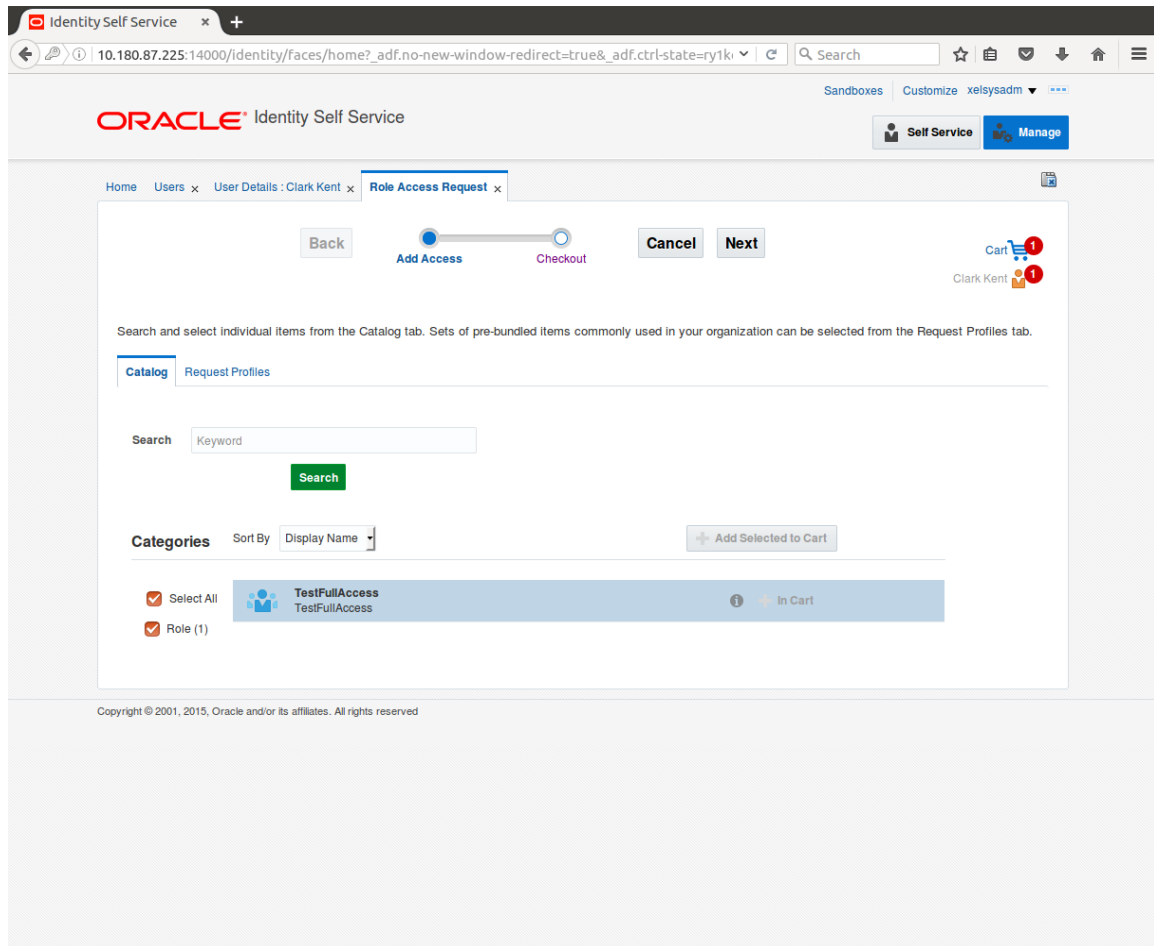 Identity Self Service × +
10.180.87.225:14000/identity/faces/home?_adf.no-new-window-redirect=true&_adf.ctrl-state=ry1k Search
Sandboxes Customize xelsysadm
ORACLE® Identity Self Service
Self Service Manage
Home Users x User Details : Clark Kent x Role Access Request x
Back Add Access Checkout Cancel Next
Cart 1
Clark Kent 1
Search and select individual items from the Catalog tab. Sets of pre-bundled items commonly used in your organization can be selected from the Request Profiles tab.
Catalog Request Profiles
Search Keyword
Search
Categories Sort By Display Name Add Selected to Cart
Select All TestFullAccess
TestFullAccess In Cart
Role (1)
Copyright © 2001, 2015, Oracle and/or its affiliates. All rights reserved